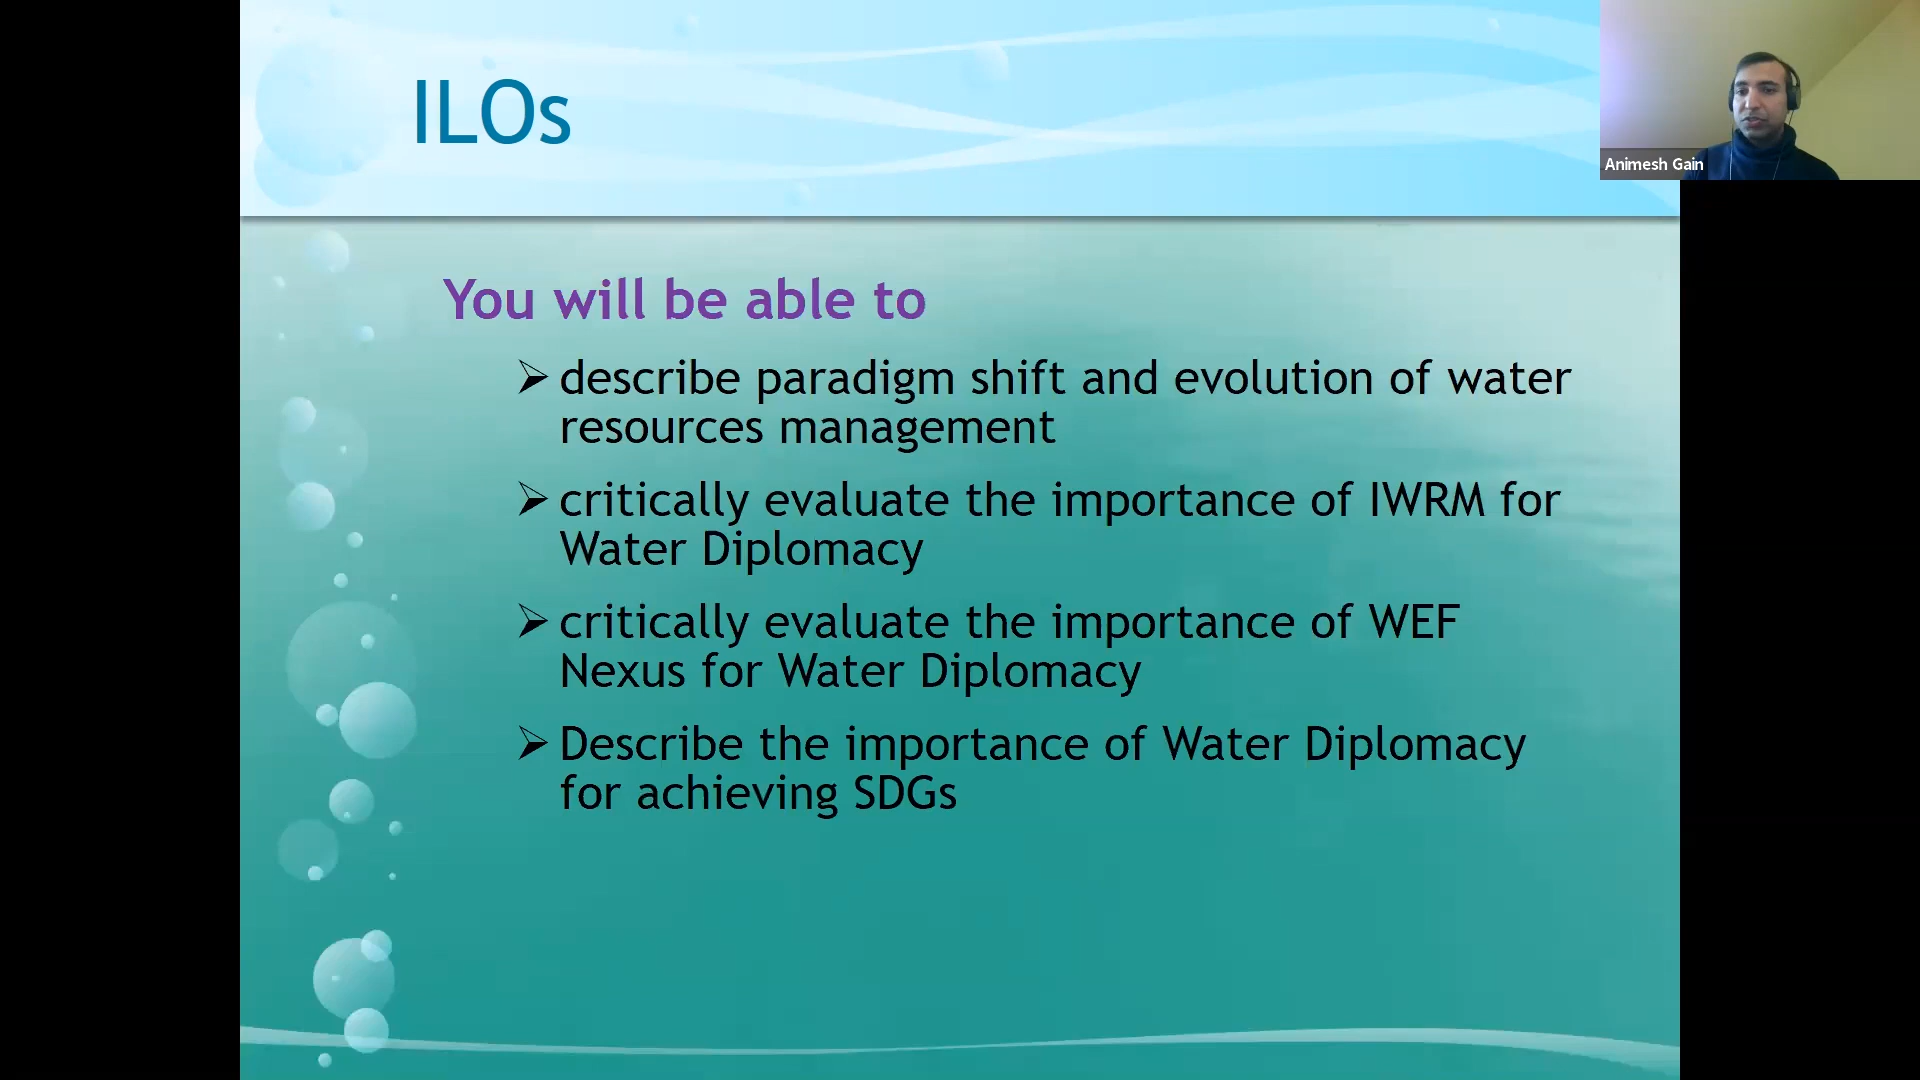 ILOs
Animesh Gain
You will be able to
➢ describe paradigm shift and evolution of water
resources management
➢ critically evaluate the importance of IWRM for
Water Diplomacy
➢ critically evaluate the importance of WEF
Nexus for Water Diplomacy
➢ Describe the importance of Water Diplomacy
for achieving SDGs